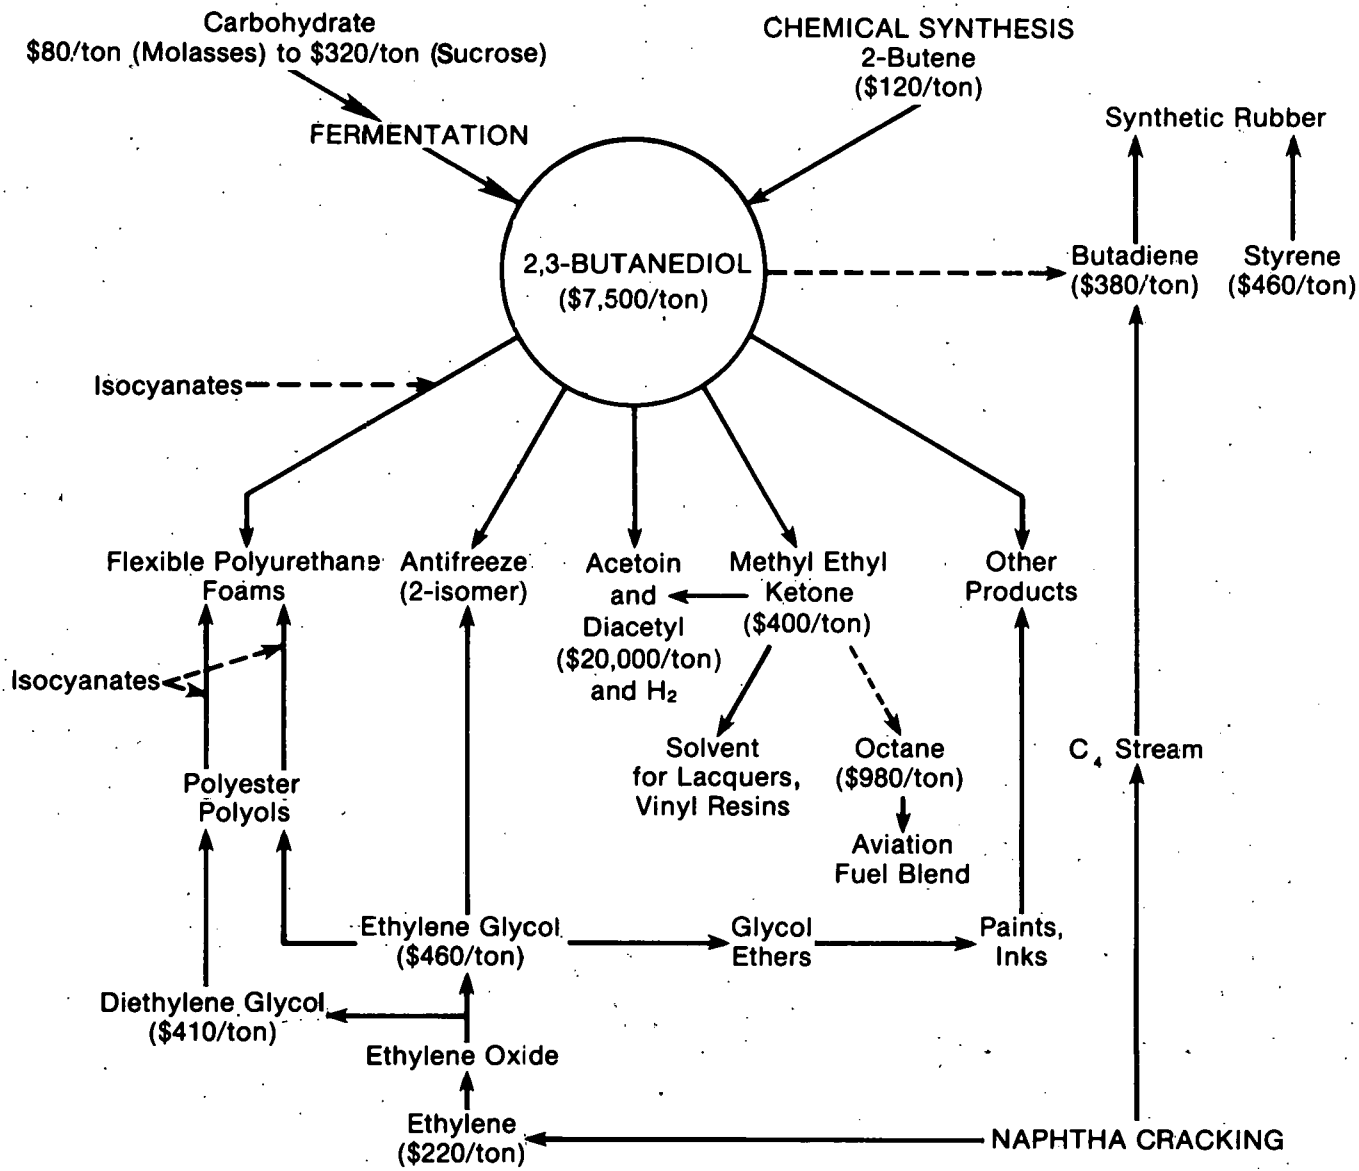 Carbohydrate
$80/ton (Molasses) to $320/ton (Sucrose)
FERMENTATION
CHEMICAL SYNTHESIS
2-Butene
($120/ton)
Synthetic Rubber
2,3-BUTANEDIOL
($7,500/ton)
Butadiene
($380/ton)
Styrene
($460/ton)
Isocyanates
Flexible Polyurethane
Foams
Antifreeze
(2-isomer)
Acetoin
and
Diacetyl
($20,000/ton)
and H₂
Methyl Ethyl
Ketone
($400/ton)
Other
Products
Isocyanates
Solvent
for Lacquers,
Vinyl Resins
Octane
($980/ton)
Aviation
Fuel Blend
C₄ Stream
Polyester
Polyols
Ethylene Glycol
($460/ton)
Glycol
Ethers
Paints,
Inks
Diethylene Glycol
($410/ton)
Ethylene Oxide
Ethylene
($220/ton)
NAPHTHA CRACKING